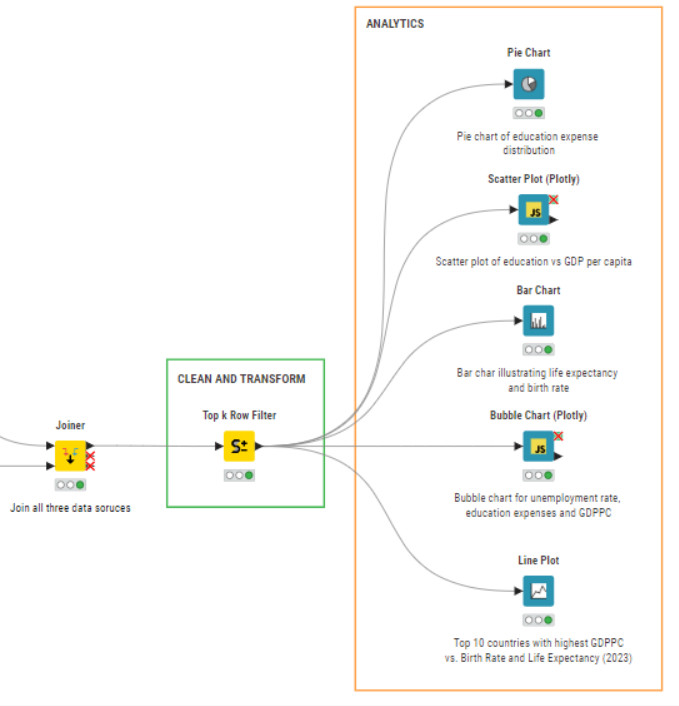 ANALYTICS
Pie Chart
Pie chart of education expense
distribution
Scatter Plot (Plotly)
JS
Scatter plot of education vs GDP per capita
Bar Chart
Bar char illustrating life expectancy
and birth rate
CLEAN AND TRANSFORM
Top k Row Filter
S
Joiner
Join all three data soruces
Bubble Chart (Plotly)
JS
Bubble chart for unemployment rate,
education expenses and GDPPC
Line Plot
Top 10 countries with highest GDPPC
vs. Birth Rate and Life Expectancy (2023)